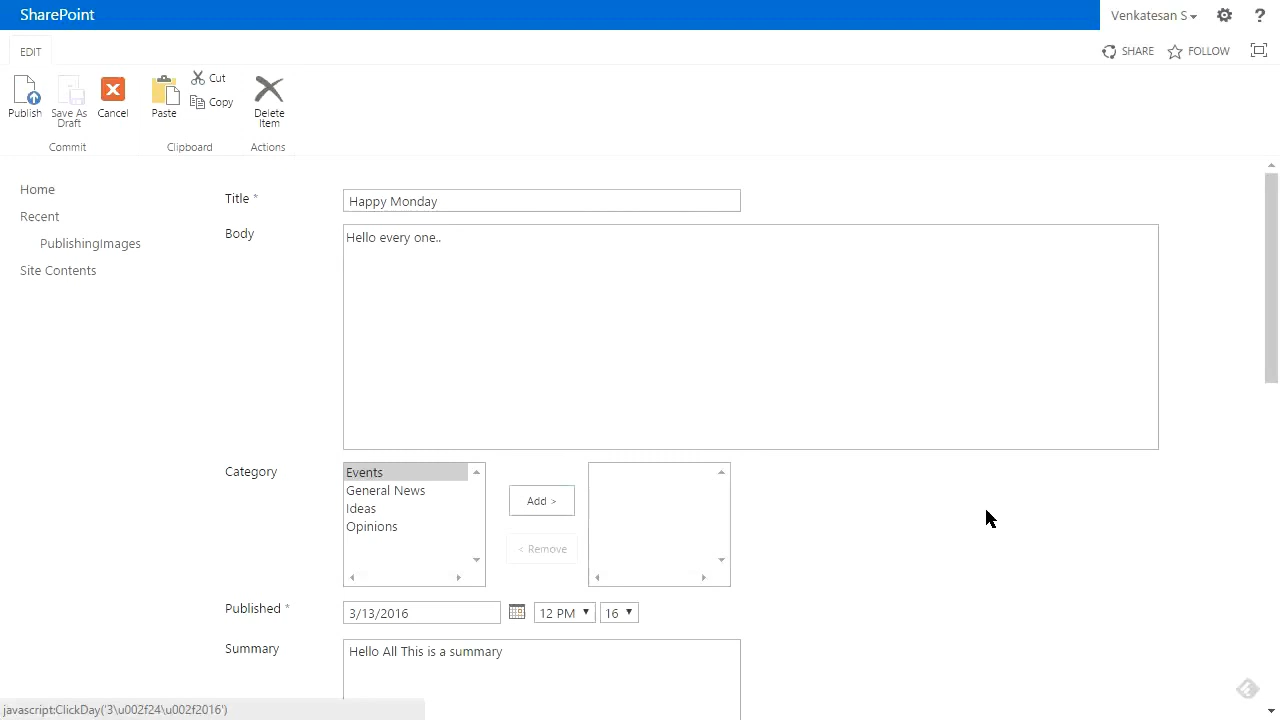 SharePoint
Venkatesan S
?
EDIT
SHARE
FOLLOW
Publish
Save As
Draft
Cancel
Paste
Cut
Copy
Delete
Item
Commit
Clipboard
Actions
Home
Recent
PublishingImages
Site Contents
Title *
Happy Monday
Body
Hello every one..
Category
Events
General News
Ideas
Opinions
Add >
< Remove
Published *
3/13/2016
12 PM
16
Summary
Hello All This is a summary
javascript:ClickDay('3\u002f24\u002f2016')